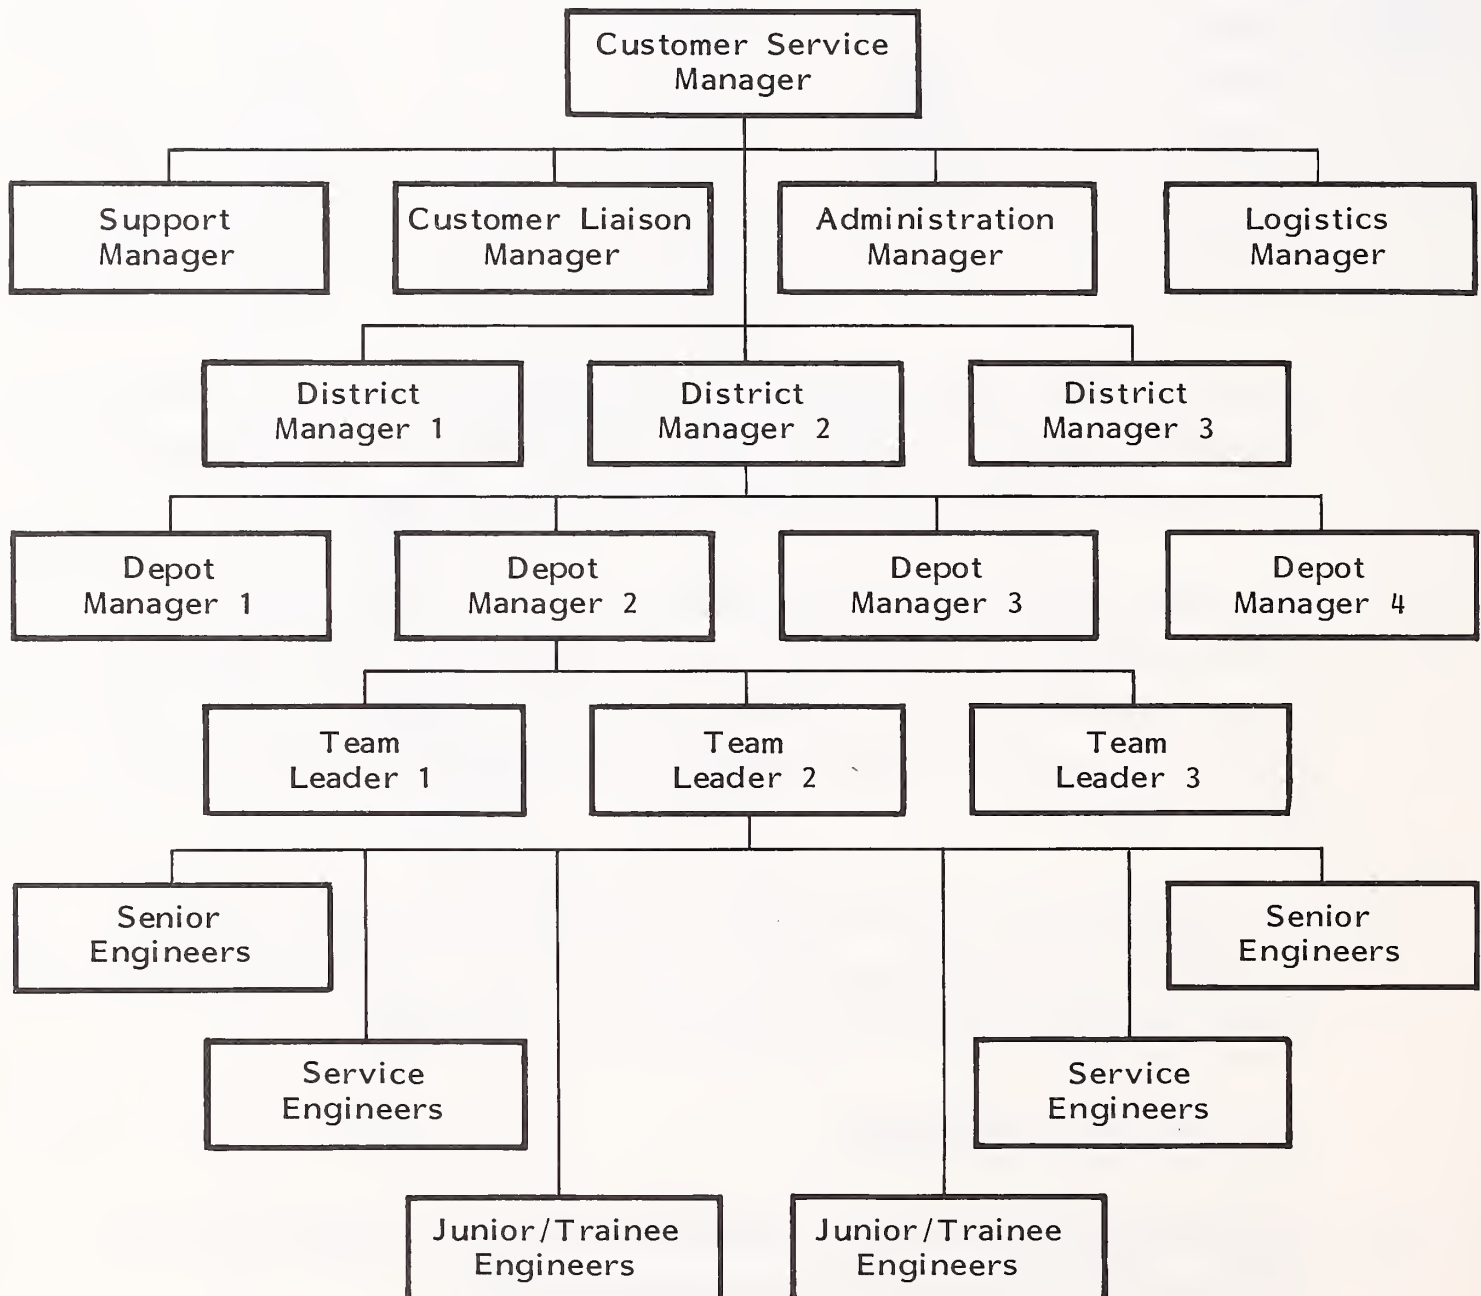 Customer Service
Manager
Support
Manager
Customer Liaison
Manager
Administration
Manager
Logistics
Manager
District
Manager 1
District
Manager 2
District
Manager 3
Depot
Manager 1
Depot
Manager 2
Depot
Manager 3
Depot
Manager 4
Team
Leader 1
Team
Leader 2
Team
Leader 3
Senior
Engineers
Senior
Engineers
Service
Engineers
Service
Engineers
Junior/Trainee
Engineers
Junior/Trainee
Engineers